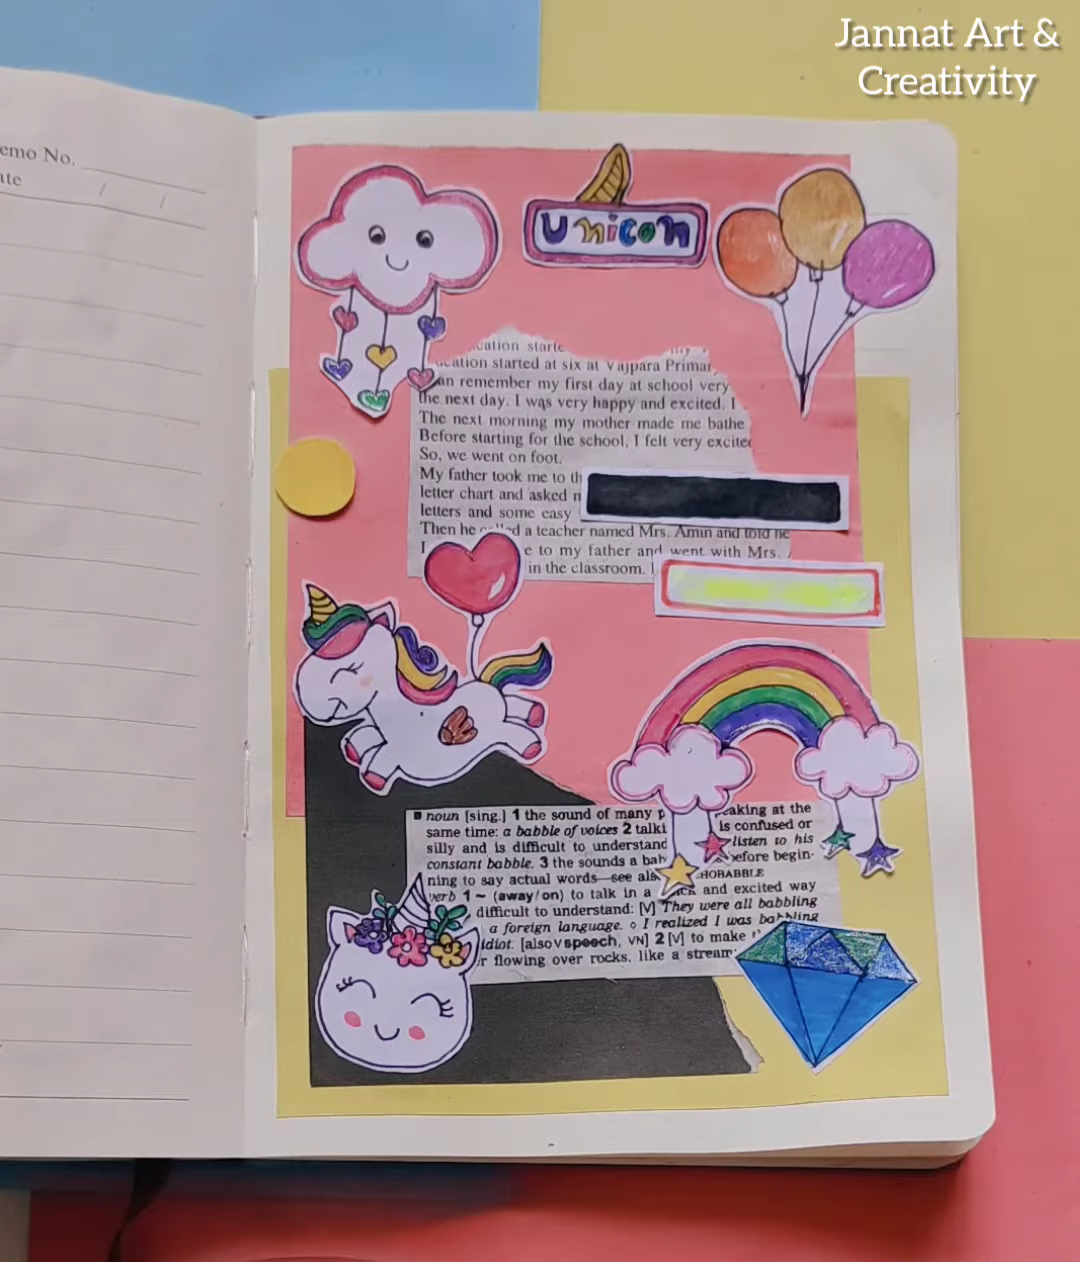 Jannat Art &
Creativity
emo No.
ate / /
Unicon
cation starte
ucation started at six at Vajpara Primar
an remember my first day at school very
the next day. I was very happy and excited. I
The next morning my mother made me bathe
Before starting for the school, I felt very excited
So, we went on foot.
My father took me to th
letter chart and asked m
letters and some easy
Then he called a teacher named Mrs. Amin and told he
I e to my father and went with Mrs.
in the classroom.
noun [sing.] 1 the sound of many p eaking at the
same time: a babble of voices 2 talki is confused or
silly and is difficult to understand listen to his
constant babble. 3 the sounds a bab before begin-
ning to say actual words—see als HOBABBLE
verb 1 ~ (away/on) to talk in a quick and excited way
difficult to understand: [V] They were all babbling
a foreign language. ◇ I realized I was babbling
idiot. [also V speech, VN] 2 [V] to make
r flowing over rocks, like a stream